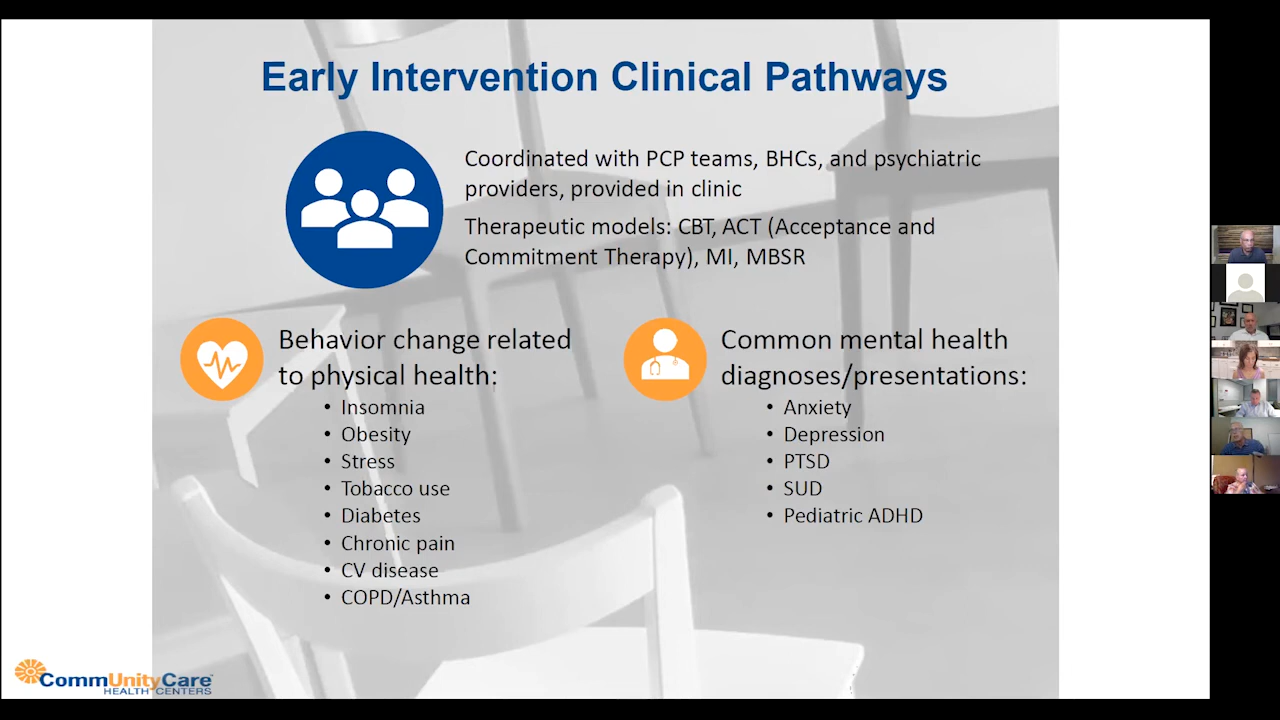 Early Intervention Clinical Pathways
Coordinated with PCP teams, BHCs, and psychiatric
providers, provided in clinic
Therapeutic models: CBT, ACT (Acceptance and
Commitment Therapy), MI, MBSR
Behavior change related
to physical health:
• Insomnia
• Obesity
• Stress
• Tobacco use
• Diabetes
• Chronic pain
• CV disease
• COPD/Asthma
Common mental health
diagnoses/presentations:
• Anxiety
• Depression
• PTSD
• SUD
• Pediatric ADHD
CommUnityCare
HEALTH CENTERS